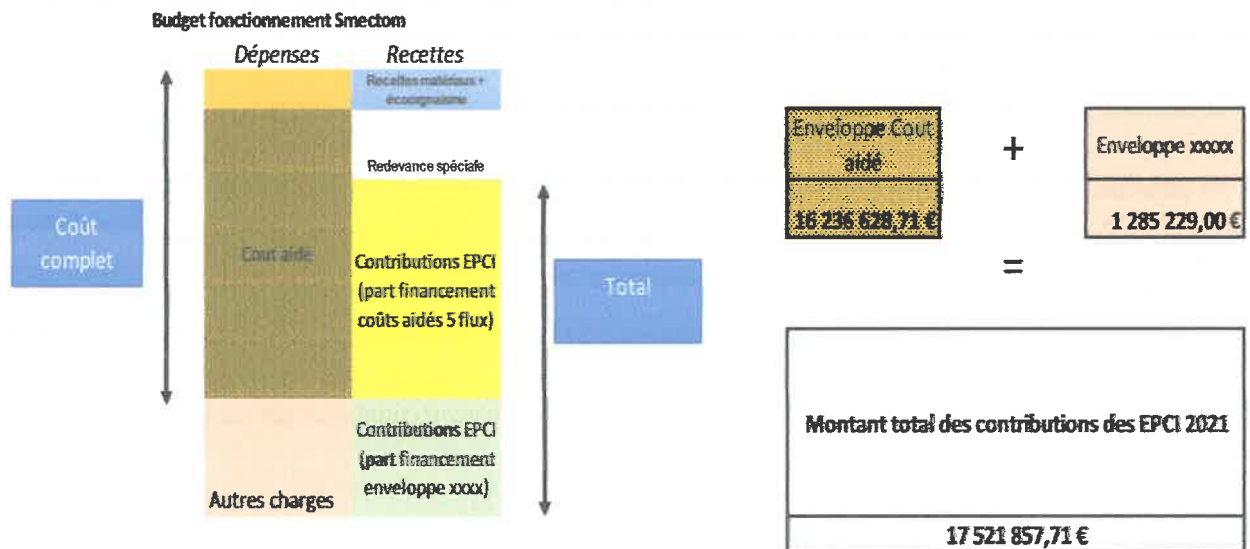 Budget fonctionnement Smectom
Dépenses
Recettes
Recettes matériaux +
écoorganisme
Redevance spéciale
Coût
complet
Cout aidé
Contributions EPCI
(part financement
coûts aidés 5 flux)
Total
Contributions EPCI
(part financement
enveloppe xxxx)
Autres charges
Enveloppe Cout
aidé
16 236 628,71 €
+
Enveloppe xxxxx
1 285 229,00 €
=
Montant total des contributions des EPCI 2021
17 521 857,71 €